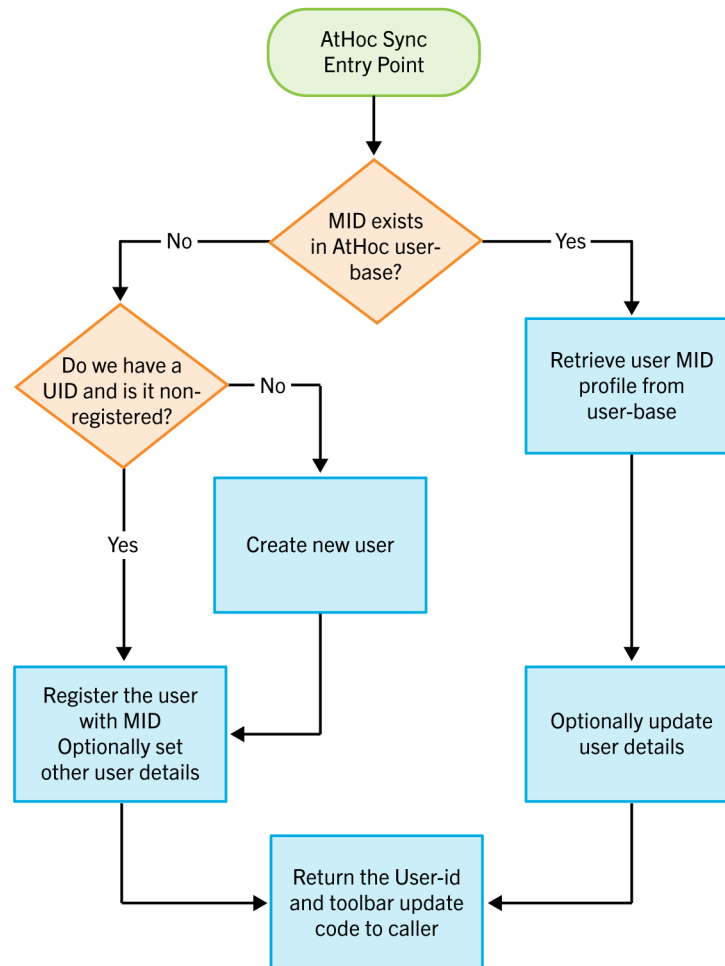 AtHoc Sync
Entry Point
MID exists
in AtHoc user-
base?
No
Yes
Do we have a
UID and is it non-
registered?
No
Retrieve user MID
profile from
user-base
Yes
Create new user
Register the user
with MID
Optionally set
other user details
Optionally update
user details
Return the User-id
and toolbar update
code to caller